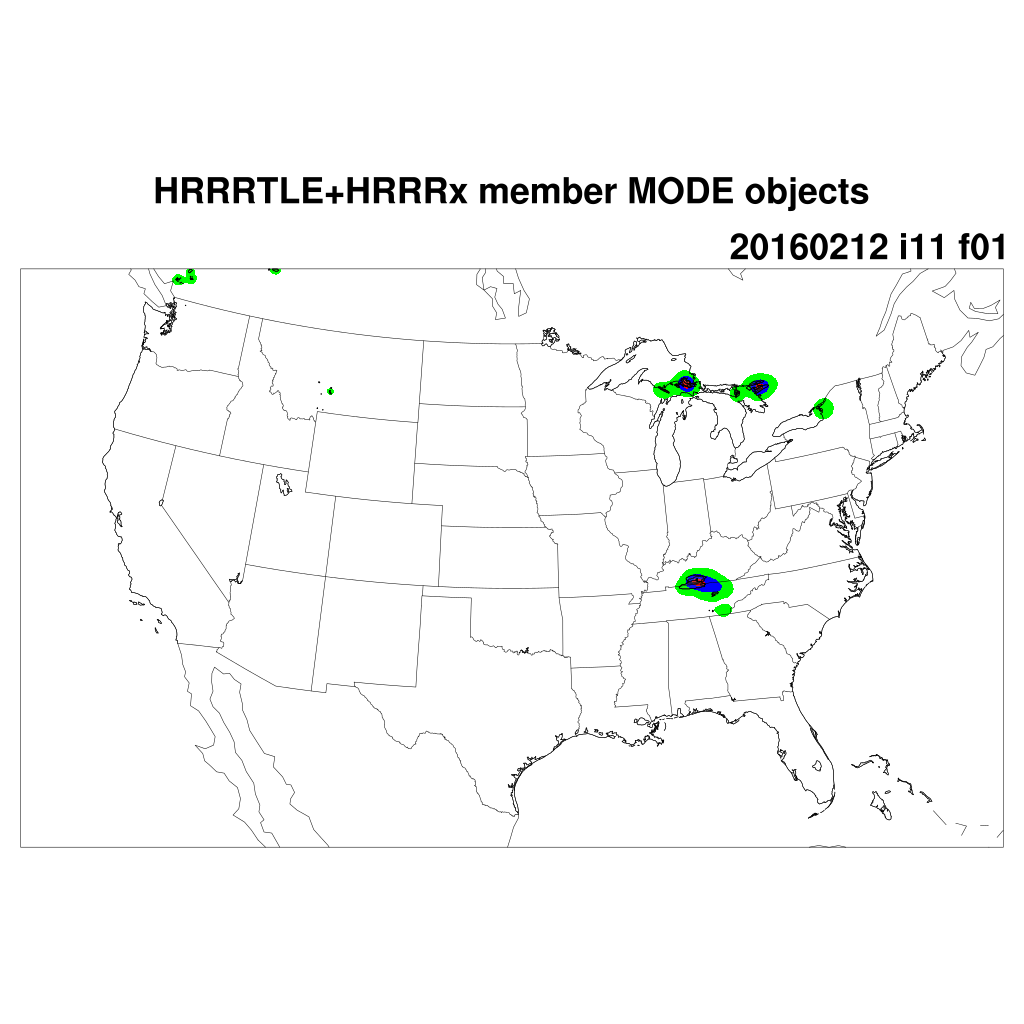 HRRRTLE+HRRRx member MODE objects
20160212 i11 f01